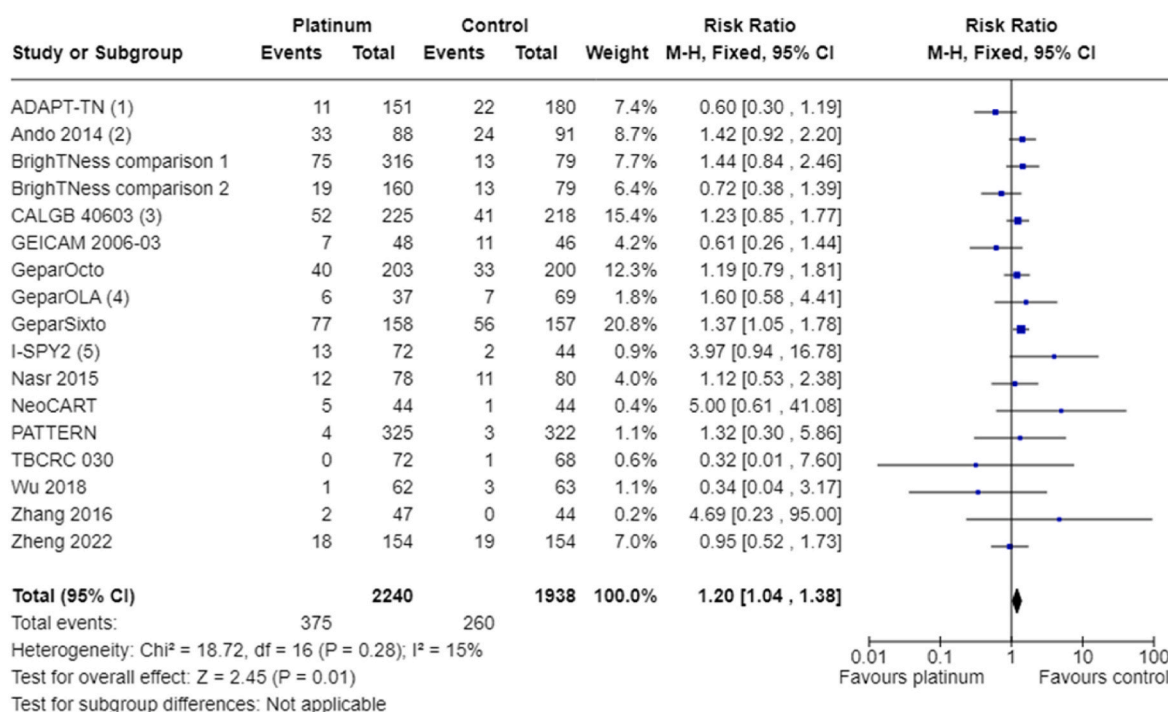 Platinum Control Risk Ratio Risk Ratio
Study or Subgroup Events Total Events Total Weight M-H, Fixed, 95% CI M-H, Fixed, 95% CI
ADAPT-TN (1) 11 151 22 180 7.4% 0.60 [0.30 , 1.19]
Ando 2014 (2) 33 88 24 91 8.7% 1.42 [0.92 , 2.20]
BrighTNess comparison 1 75 316 13 79 7.7% 1.44 [0.84 , 2.46]
BrighTNess comparison 2 19 160 13 79 6.4% 0.72 [0.38 , 1.39]
CALGB 40603 (3) 52 225 41 218 15.4% 1.23 [0.85 , 1.77]
GEICAM 2006-03 7 48 11 46 4.2% 0.61 [0.26 , 1.44]
GeparOcto 40 203 33 200 12.3% 1.19 [0.79 , 1.81]
GeparOLA (4) 6 37 7 69 1.8% 1.60 [0.58 , 4.41]
GeparSixto 77 158 56 157 20.8% 1.37 [1.05 , 1.78]
I-SPY2 (5) 13 72 2 44 0.9% 3.97 [0.94 , 16.78]
Nasr 2015 12 78 11 80 4.0% 1.12 [0.53 , 2.38]
NeoCART 5 44 1 44 0.4% 5.00 [0.61 , 41.08]
PATTERN 4 325 3 322 1.1% 1.32 [0.30 , 5.86]
TBCRC 030 0 72 1 68 0.6% 0.32 [0.01 , 7.60]
Wu 2018 1 62 3 63 1.1% 0.34 [0.04 , 3.17]
Zhang 2016 2 47 0 44 0.2% 4.69 [0.23 , 95.00]
Zheng 2022 18 154 19 154 7.0% 0.95 [0.52 , 1.73]
Total (95% CI) 2240 1938 100.0% 1.20 [1.04 , 1.38]
Total events: 375 260
Heterogeneity: Chi² = 18.72, df = 16 (P = 0.28); I² = 15%
Test for overall effect: Z = 2.45 (P = 0.01)
Test for subgroup differences: Not applicable
0.01 0.1 1 10 100
Favours platinum Favours control